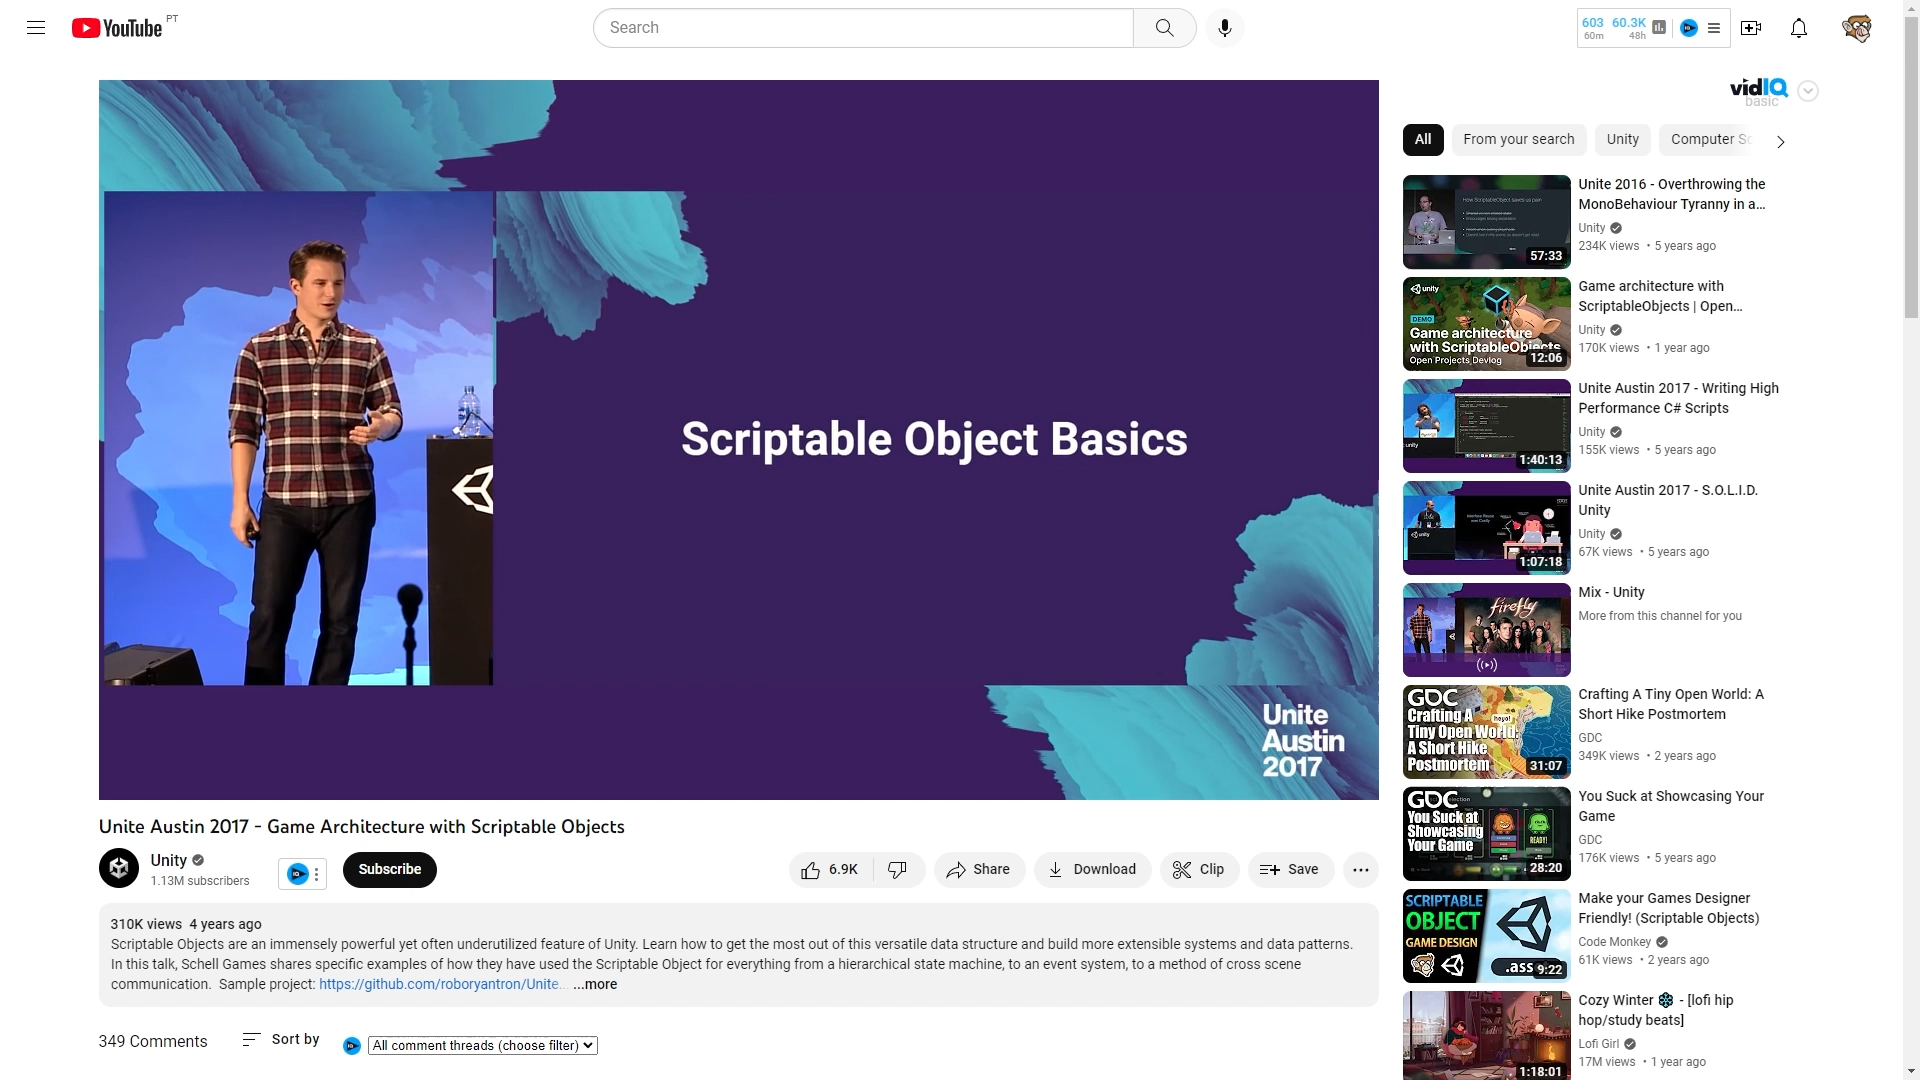 YouTube PT
Search
603 60.3K
60m 48h
vidIQ
basic
All From your search Unity Computer Sc
Scriptable Object Basics
Unite
Austin
2017
Unite Austin 2017 - Game Architecture with Scriptable Objects
Unity
1.13M subscribers
Subscribe
6.9K Share Download Clip Save
310K views 4 years ago
Scriptable Objects are an immensely powerful yet often underutilized feature of Unity. Learn how to get the most out of this versatile data structure and build more extensible systems and data patterns.
In this talk, Schell Games shares specific examples of how they have used the Scriptable Object for everything from a hierarchical state machine, to an event system, to a method of cross scene
communication. Sample project: https://github.com/roboryantron/Unite... ...more
349 Comments Sort by All comment threads (choose filter)
57:33
Unite 2016 - Overthrowing the
MonoBehaviour Tyranny in a...
Unity
234K views • 5 years ago
unity
DEMO
Game architecture
with ScriptableObjects
Open Projects Devlog
12:06
Game architecture with
ScriptableObjects | Open...
Unity
170K views • 1 year ago
unity
1:40:13
Unite Austin 2017 - Writing High
Performance C# Scripts
Unity
155K views • 5 years ago
unity
1:07:18
Unite Austin 2017 - S.O.L.I.D.
Unity
Unity
67K views • 5 years ago
firefly
Mix - Unity
More from this channel for you
GDC
Crafting A
Tiny Open World:
A Short Hike
Postmortem
heya!
31:07
Crafting A Tiny Open World: A
Short Hike Postmortem
GDC
349K views • 2 years ago
GDC
You Suck at
Showcasing
Your Game
READY!
28:20
You Suck at Showcasing Your
Game
GDC
176K views • 5 years ago
SCRIPTABLE
OBJECT
GAME DESIGN
.ass
9:22
Make your Games Designer
Friendly! (Scriptable Objects)
Code Monkey
61K views • 2 years ago
1:18:01
Cozy Winter ❄ - [lofi hip
hop/study beats]
Lofi Girl
17M views • 1 year ago